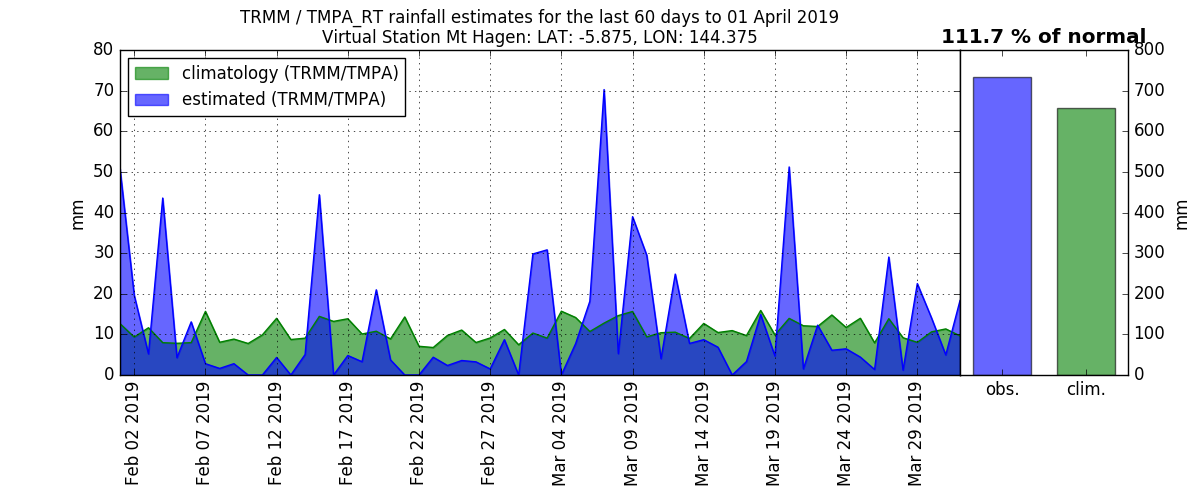 TRMM / TMPA_RT rainfall estimates for the last 60 days to 01 April 2019
Virtual Station Mt Hagen: LAT: -5.875, LON: 144.375
111.7 % of normal
climatology (TRMM/TMPA)
estimated (TRMM/TMPA)
mm
80
70
60
50
40
30
20
10
0
Feb 02 2019
Feb 07 2019
Feb 12 2019
Feb 17 2019
Feb 22 2019
Feb 27 2019
Mar 04 2019
Mar 09 2019
Mar 14 2019
Mar 19 2019
Mar 24 2019
Mar 29 2019
obs.
clim.
800
700
600
500
400
300
200
100
0
mm